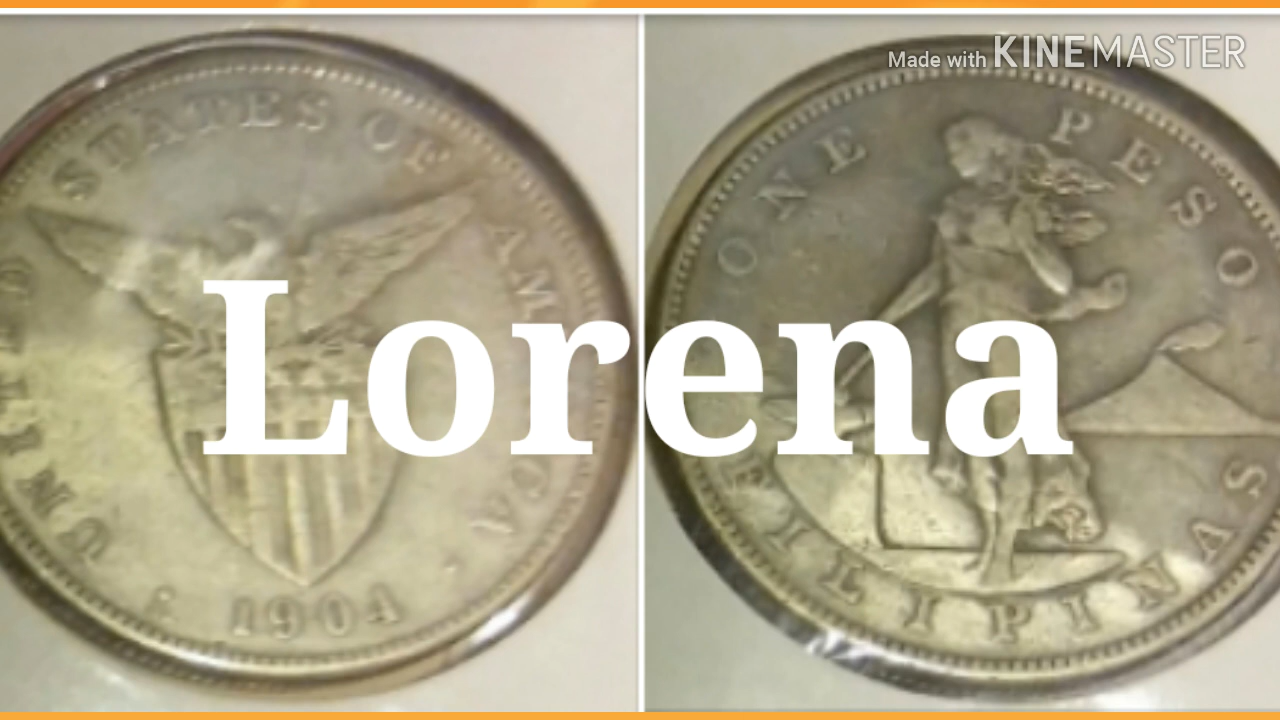 Made with KINEMASTER
UNITED STATES OF AMERICA
1904
ONE PESO
FILIPINAS
Lorena